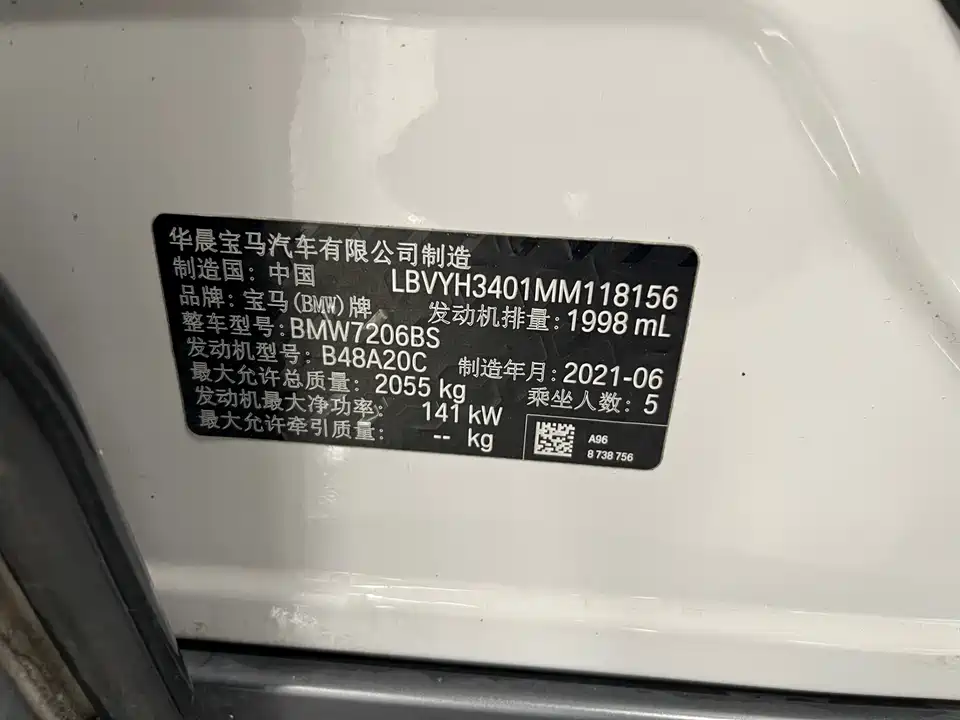 华晨宝马汽车有限公司制造
制造国：中国 LBVYH3401MM118156
品牌：宝马(BMW)牌 发动机排量：1998 mL
整车型号：BMW7206BS
发动机型号：B48A20C 制造年月：2021-06
最大允许总质量：2055 kg 乘坐人数：5
发动机最大净功率：141 kW
最大允许牵引质量：-- kg
A96
8 738 756